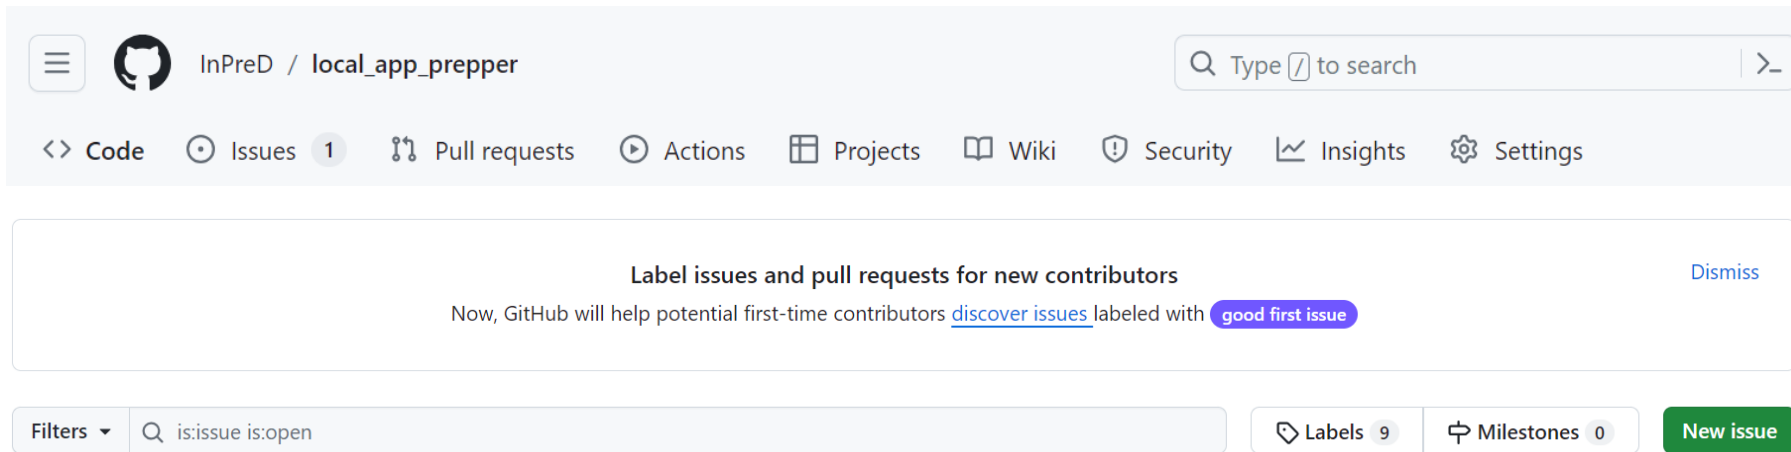 InPreD / local_app_prepper
Type / to search
Code Issues 1 Pull requests Actions Projects Wiki Security Insights Settings
Label issues and pull requests for new contributors
Dismiss
Now, GitHub will help potential first-time contributors discover issues labeled with good first issue
Filters is:issue is:open Labels 9 Milestones 0 New issue